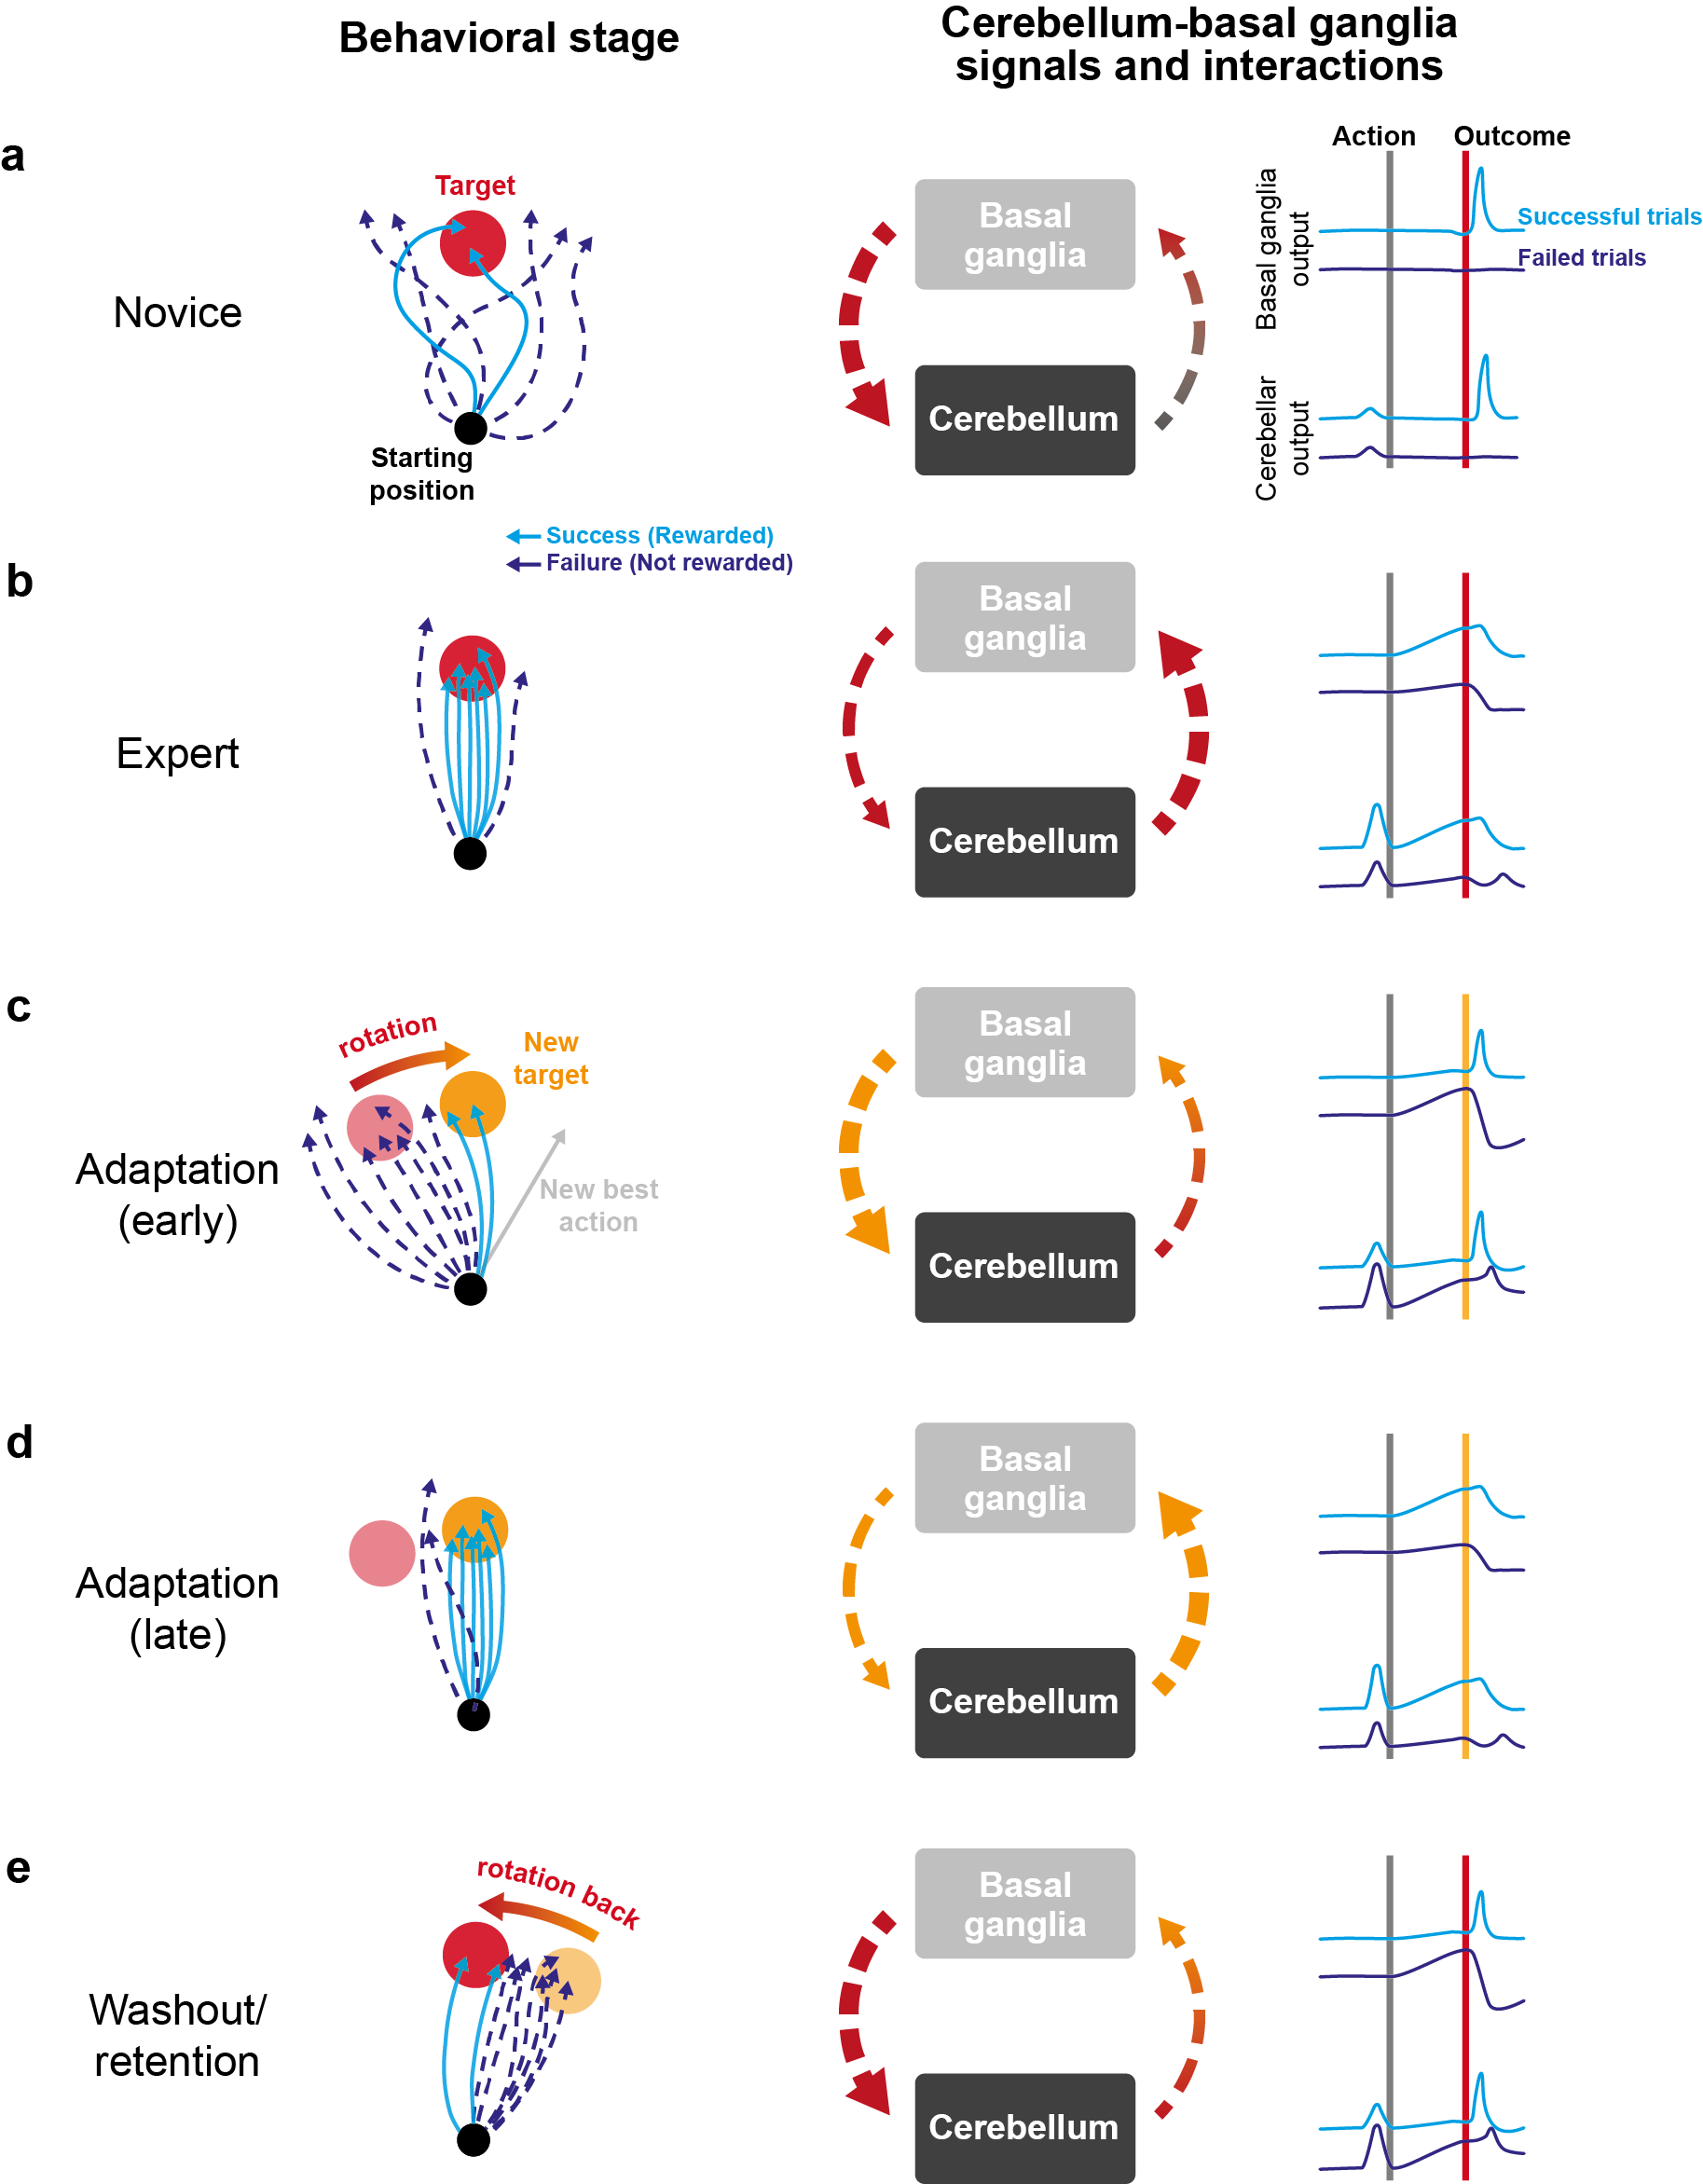 Behavioral stage
Cerebellum-basal ganglia
signals and interactions
a
Novice
Target
Starting
position
Success (Rewarded)
Failure (Not rewarded)
Basal
ganglia
Cerebellum
Action
Outcome
Basal ganglia
output
Successful trials
Failed trials
Cerebellar
output
b
Expert
Basal
ganglia
Cerebellum
c
Adaptation
(early)
rotation
New
target
New best
action
Basal
ganglia
Cerebellum
d
Adaptation
(late)
Basal
ganglia
Cerebellum
e
Washout/
retention
rotation back
Basal
ganglia
Cerebellum